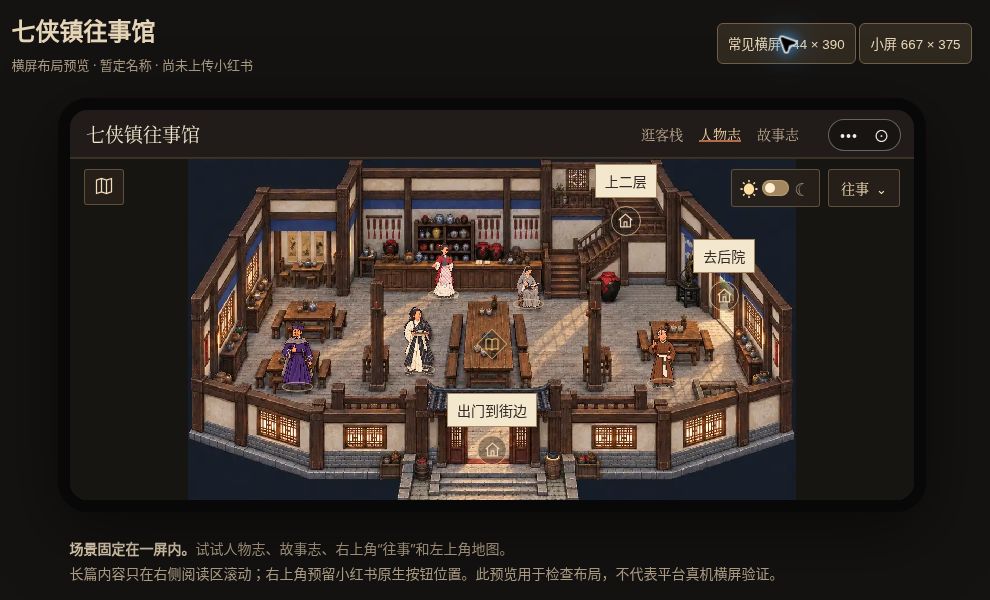 七侠镇往事馆
横屏布局预览 · 暂定名称 · 尚未上传小红书
常见横屏 44 × 390
小屏 667 × 375
七侠镇往事馆
逛客栈 人物志 故事志
上二层
往事
去后院
出门到街边
场景固定在一屏内。试试人物志、故事志、右上角“往事”和左上角地图。
长篇内容只在右侧阅读区滚动；右上角预留小红书原生按钮位置。此预览用于检查布局，不代表平台真机横屏验证。